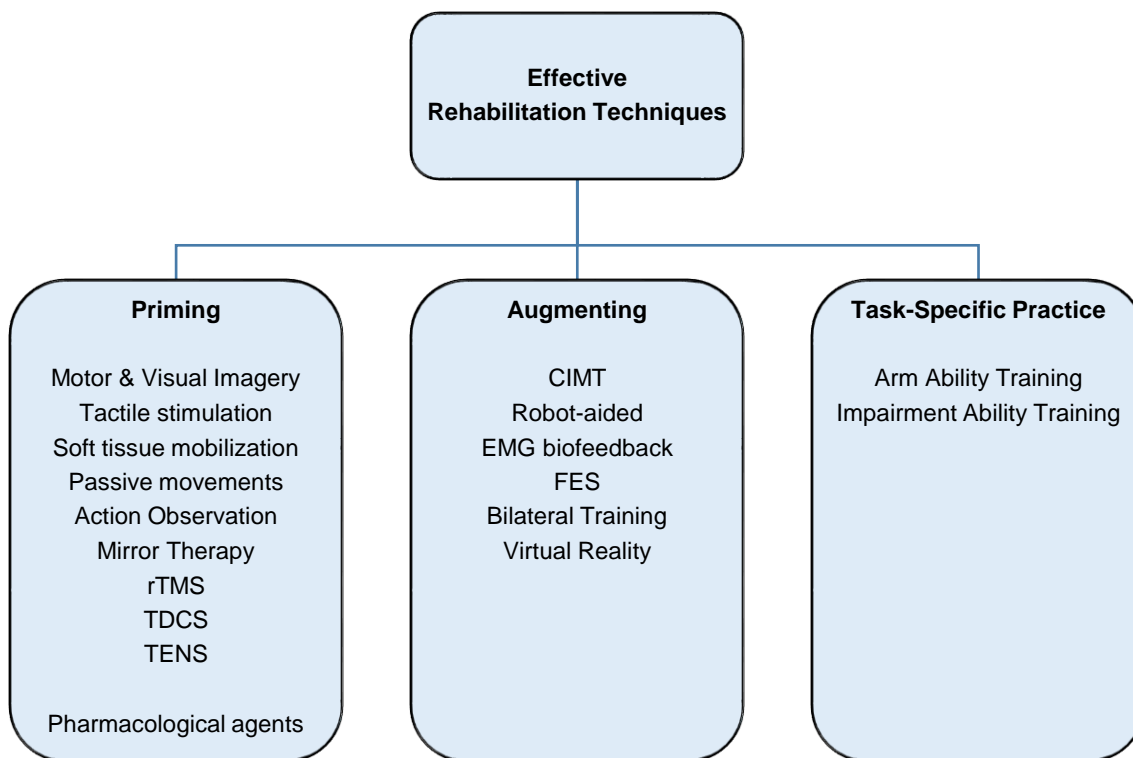 Effective
Rehabilitation Techniques
Priming
Motor & Visual Imagery
Tactile stimulation
Soft tissue mobilization
Passive movements
Action Observation
Mirror Therapy
rTMS
TDCS
TENS
Pharmacological agents
Augmenting
CIMT
Robot-aided
EMG biofeedback
FES
Bilateral Training
Virtual Reality
Task-Specific Practice
Arm Ability Training
Impairment Ability Training